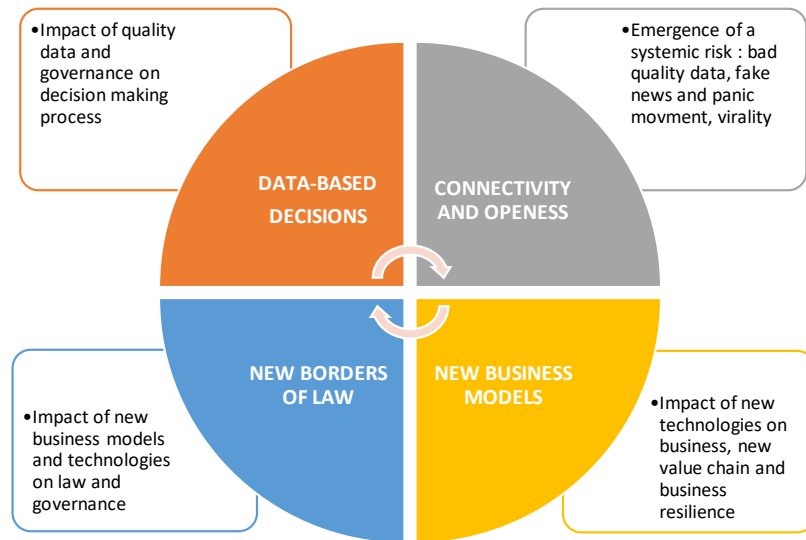 •Impact of quality
data and
governance on
decision making
process
•Emergence of a
systemic risk : bad
quality data, fake
news and panic
movment, virality
DATA-BASED
DECISIONS
CONNECTIVITY
AND OPENESS
NEW BORDERS
OF LAW
NEW BUSINESS
MODELS
•Impact of new
business models
and technologies
on law and
governance
•Impact of new
technologies on
business, new
value chain and
business
resilience